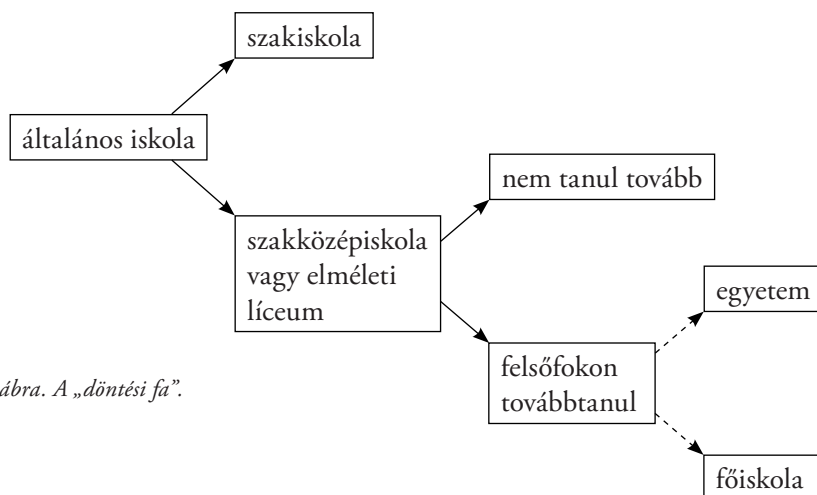 szakiskola
általános iskola
nem tanul tovább
szakközépiskola
vagy elméleti
líceum
egyetem
felsőfokon
továbbtanul
ábra. A „döntési fa”.
főiskola